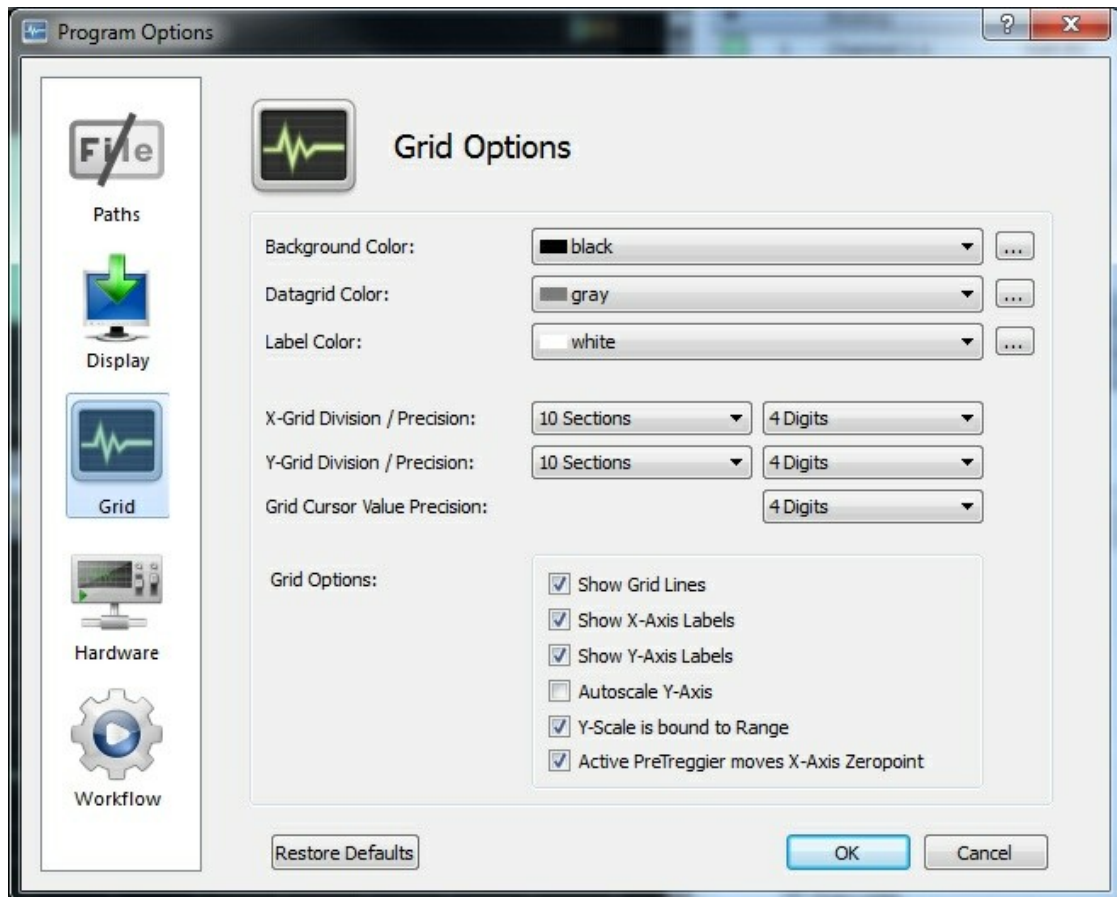 Program Options
File
Paths
Display
Grid
Hardware
Workflow
Grid Options
Background Color: black ...
Datagrid Color: gray ...
Label Color: white ...
X-Grid Division / Precision: 10 Sections 4 Digits
Y-Grid Division / Precision: 10 Sections 4 Digits
Grid Cursor Value Precision: 4 Digits
Grid Options:
Show Grid Lines
Show X-Axis Labels
Show Y-Axis Labels
Autoscale Y-Axis
Y-Scale is bound to Range
Active PreTreggier moves X-Axis Zeropoint
Restore Defaults OK Cancel